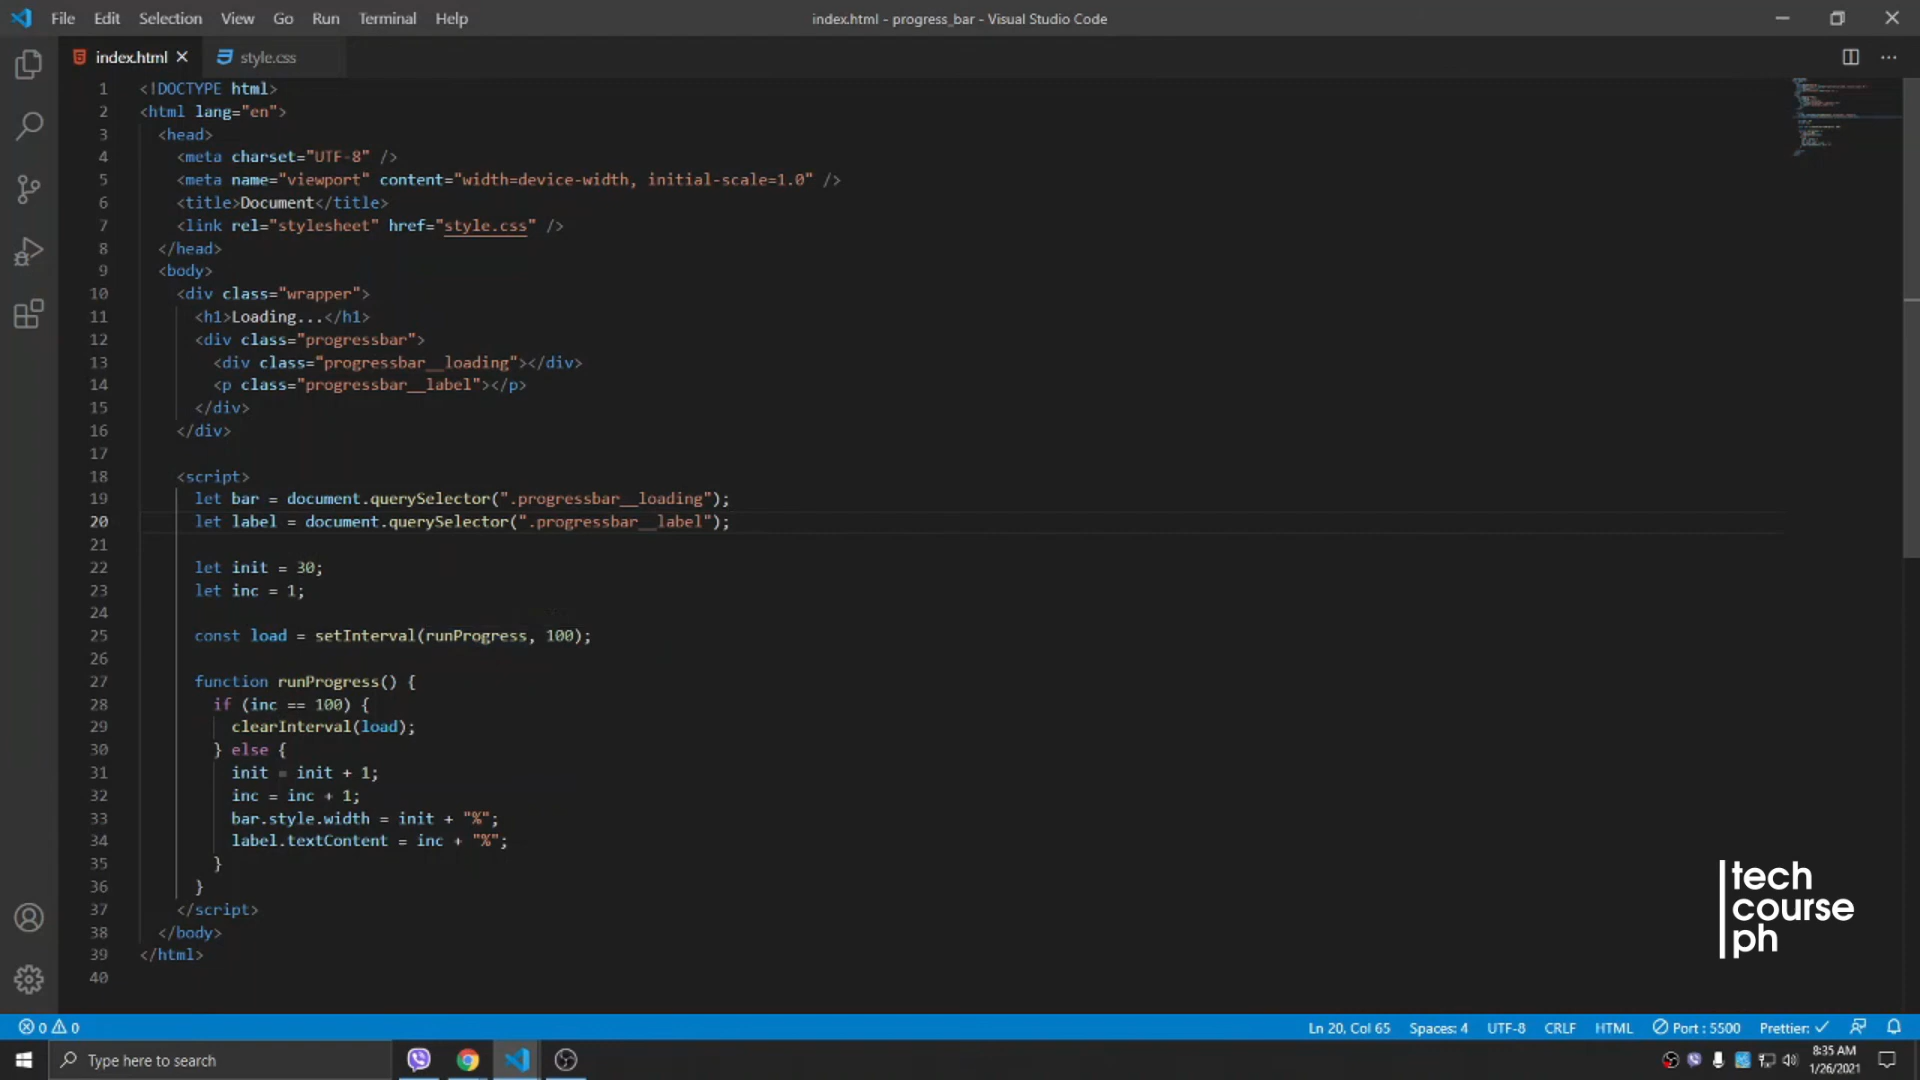 File Edit Selection View Go Run Terminal Help
index.html - progress_bar - Visual Studio Code
index.html style.css
1 <!DOCTYPE html>
2 <html lang="en">
3 <head>
4 <meta charset="UTF-8" />
5 <meta name="viewport" content="width=device-width, initial-scale=1.0" />
6 <title>Document</title>
7 <link rel="stylesheet" href="style.css" />
8 </head>
9 <body>
10 <div class="wrapper">
11 <h1>Loading...</h1>
12 <div class="progressbar">
13 <div class="progressbar__loading"></div>
14 <p class="progressbar__label"></p>
15 </div>
16 </div>
17
18 <script>
19 let bar = document.querySelector(".progressbar__loading");
20 let label = document.querySelector(".progressbar__label");
21
22 let init = 30;
23 let inc = 1;
24
25 const load = setInterval(runProgress, 100);
26
27 function runProgress() {
28 if (inc == 100) {
29 clearInterval(load);
30 } else {
31 init = init + 1;
32 inc = inc + 1;
33 bar.style.width = init + "%";
34 label.textContent = inc + "%";
35 }
36 }
37 </script>
38 </body>
39 </html>
40
tech
course
ph
0 0
Ln 20, Col 65 Spaces: 4 UTF-8 CRLF HTML Port : 5500 Prettier: ✓
Type here to search
8:35 AM
1/26/2021